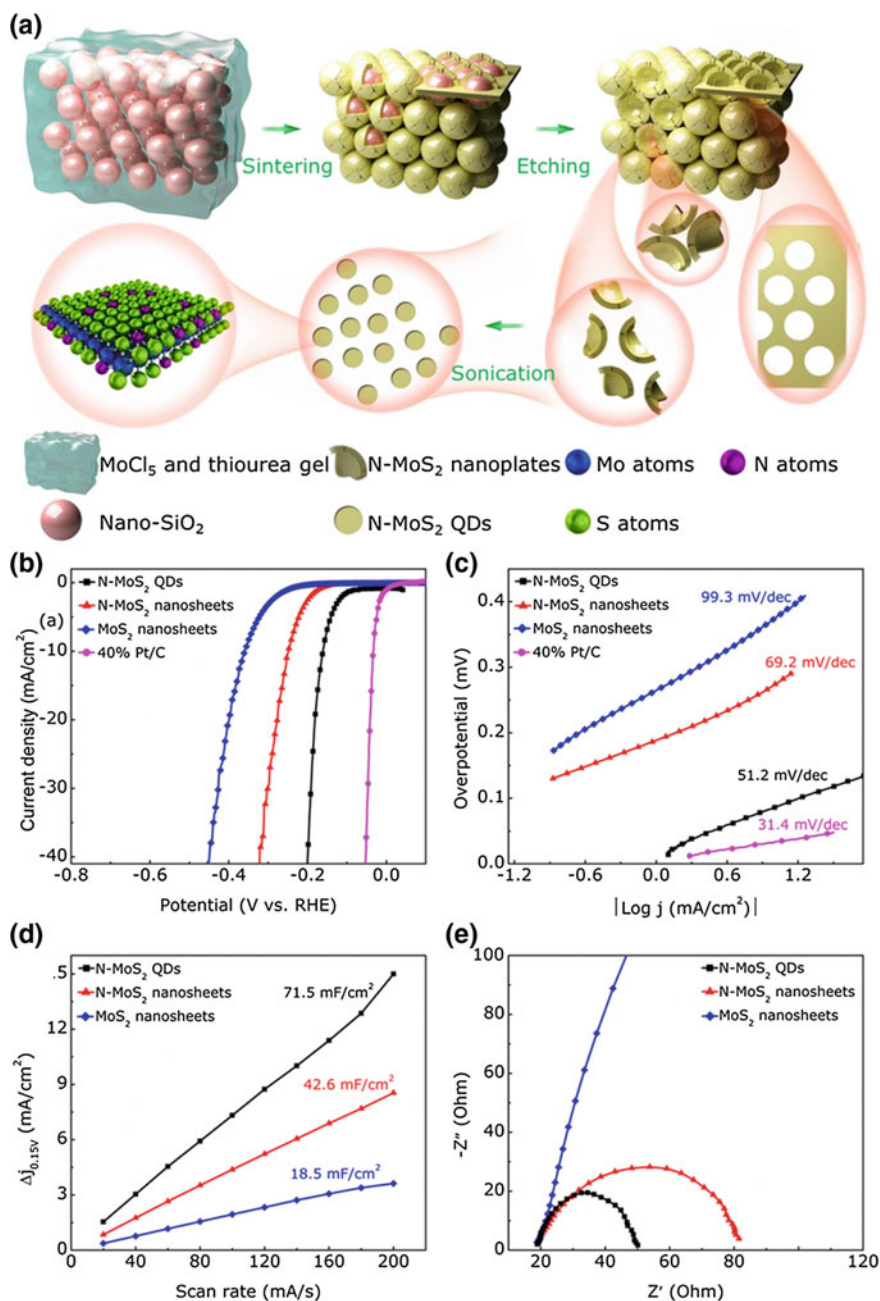 (a)
Sintering
Etching
Sonication
MoCl₅ and thiourea gel
N-MoS₂ nanoplates
Mo atoms
N atoms
Nano-SiO₂
N-MoS₂ QDs
S atoms
(b)
N-MoS₂ QDs
N-MoS₂ nanosheets
MoS₂ nanosheets
40% Pt/C
(a)
Current density (mA/cm²)
0
-10
-20
-30
-40
-0.8
-0.6
-0.4
-0.2
0.0
Potential (V vs. RHE)
(c)
N-MoS₂ QDs
N-MoS₂ nanosheets
MoS₂ nanosheets
40% Pt/C
99.3 mV/dec
69.2 mV/dec
51.2 mV/dec
31.4 mV/dec
Overpotential (mV)
0.4
0.3
0.2
0.1
0.0
-1.2
-0.6
0.0
0.6
1.2
|Log j (mA/cm²)|
(d)
N-MoS₂ QDs
N-MoS₂ nanosheets
MoS₂ nanosheets
71.5 mF/cm²
42.6 mF/cm²
18.5 mF/cm²
Δj₀.₁₅ᵥ (mA/cm²)
.5
12
9
6
3
0
0
40
80
120
160
200
Scan rate (mA/s)
(e)
N-MoS₂ QDs
N-MoS₂ nanosheets
MoS₂ nanosheets
-Z″ (Ohm)
100
80
60
40
20
0
20
40
60
80
100
120
Z′ (Ohm)